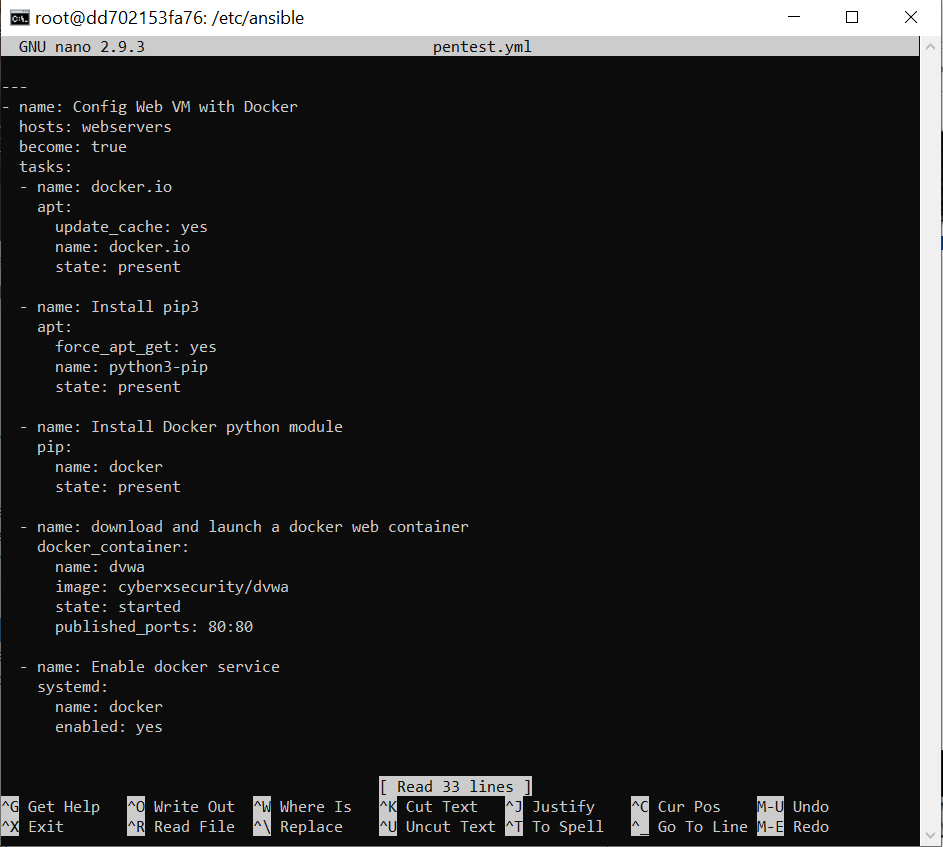 root@dd702153fa76: /etc/ansible
GNU nano 2.9.3 pentest.yml
---
- name: Config Web VM with Docker
  hosts: webservers
  become: true
  tasks:
  - name: docker.io
    apt:
      update_cache: yes
      name: docker.io
      state: present

  - name: Install pip3
    apt:
      force_apt_get: yes
      name: python3-pip
      state: present

  - name: Install Docker python module
    pip:
      name: docker
      state: present

  - name: download and launch a docker web container
    docker_container:
      name: dvwa
      image: cyberxsecurity/dvwa
      state: started
      published_ports: 80:80

  - name: Enable docker service
    systemd:
      name: docker
      enabled: yes

[ Read 33 lines ]
^G Get Help ^O Write Out ^W Where Is ^K Cut Text ^J Justify ^C Cur Pos M-U Undo
^X Exit ^R Read File ^\ Replace ^U Uncut Text ^T To Spell ^_ Go To Line M-E Redo